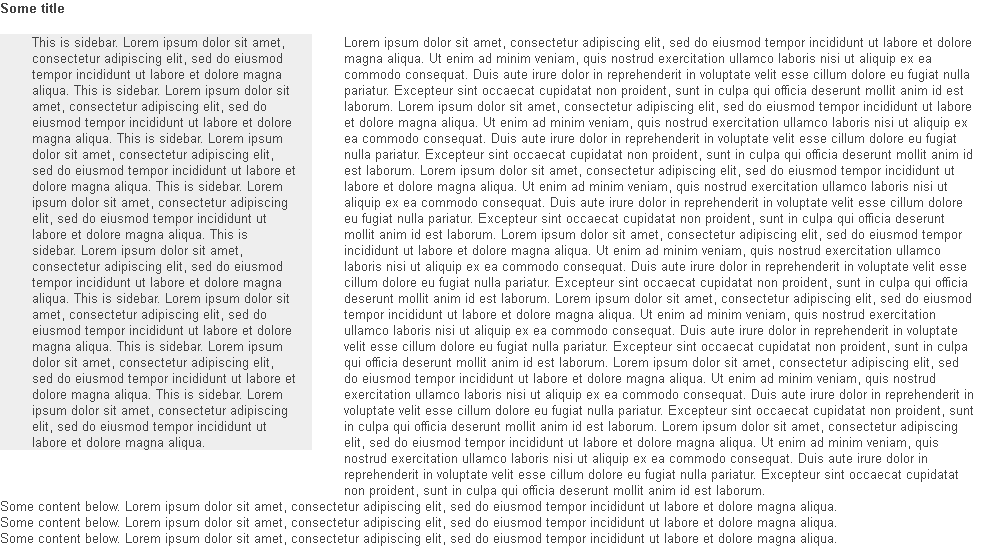 Some title
This is sidebar. Lorem ipsum dolor sit amet,
consectetur adipiscing elit, sed do eiusmod
tempor incididunt ut labore et dolore magna
aliqua. This is sidebar. Lorem ipsum dolor sit
amet, consectetur adipiscing elit, sed do
eiusmod tempor incididunt ut labore et dolore
magna aliqua. This is sidebar. Lorem ipsum
dolor sit amet, consectetur adipiscing elit,
sed do eiusmod tempor incididunt ut labore et
dolore magna aliqua. This is sidebar. Lorem
ipsum dolor sit amet, consectetur adipiscing
elit, sed do eiusmod tempor incididunt ut
labore et dolore magna aliqua. This is
sidebar. Lorem ipsum dolor sit amet,
consectetur adipiscing elit, sed do eiusmod
tempor incididunt ut labore et dolore magna
aliqua. This is sidebar. Lorem ipsum dolor sit
amet, consectetur adipiscing elit, sed do
eiusmod tempor incididunt ut labore et dolore
magna aliqua. This is sidebar. Lorem ipsum
dolor sit amet, consectetur adipiscing elit,
sed do eiusmod tempor incididunt ut labore et
dolore magna aliqua. This is sidebar. Lorem
ipsum dolor sit amet, consectetur adipiscing
elit, sed do eiusmod tempor incididunt ut
labore et dolore magna aliqua.
Lorem ipsum dolor sit amet, consectetur adipiscing elit, sed do eiusmod tempor incididunt ut labore et dolore
magna aliqua. Ut enim ad minim veniam, quis nostrud exercitation ullamco laboris nisi ut aliquip ex ea
commodo consequat. Duis aute irure dolor in reprehenderit in voluptate velit esse cillum dolore eu fugiat nulla
pariatur. Excepteur sint occaecat cupidatat non proident, sunt in culpa qui officia deserunt mollit anim id est
laborum. Lorem ipsum dolor sit amet, consectetur adipiscing elit, sed do eiusmod tempor incididunt ut labore
et dolore magna aliqua. Ut enim ad minim veniam, quis nostrud exercitation ullamco laboris nisi ut aliquip ex
ea commodo consequat. Duis aute irure dolor in reprehenderit in voluptate velit esse cillum dolore eu fugiat
nulla pariatur. Excepteur sint occaecat cupidatat non proident, sunt in culpa qui officia deserunt mollit anim id
est laborum. Lorem ipsum dolor sit amet, consectetur adipiscing elit, sed do eiusmod tempor incididunt ut
labore et dolore magna aliqua. Ut enim ad minim veniam, quis nostrud exercitation ullamco laboris nisi ut
aliquip ex ea commodo consequat. Duis aute irure dolor in reprehenderit in voluptate velit esse cillum dolore
eu fugiat nulla pariatur. Excepteur sint occaecat cupidatat non proident, sunt in culpa qui officia deserunt
mollit anim id est laborum. Lorem ipsum dolor sit amet, consectetur adipiscing elit, sed do eiusmod tempor
incididunt ut labore et dolore magna aliqua. Ut enim ad minim veniam, quis nostrud exercitation ullamco
laboris nisi ut aliquip ex ea commodo consequat. Duis aute irure dolor in reprehenderit in voluptate velit esse
cillum dolore eu fugiat nulla pariatur. Excepteur sint occaecat cupidatat non proident, sunt in culpa qui officia
deserunt mollit anim id est laborum. Lorem ipsum dolor sit amet, consectetur adipiscing elit, sed do eiusmod
tempor incididunt ut labore et dolore magna aliqua. Ut enim ad minim veniam, quis nostrud exercitation
ullamco laboris nisi ut aliquip ex ea commodo consequat. Duis aute irure dolor in reprehenderit in voluptate
velit esse cillum dolore eu fugiat nulla pariatur. Excepteur sint occaecat cupidatat non proident, sunt in culpa
qui officia deserunt mollit anim id est laborum. Lorem ipsum dolor sit amet, consectetur adipiscing elit, sed
do eiusmod tempor incididunt ut labore et dolore magna aliqua. Ut enim ad minim veniam, quis nostrud
exercitation ullamco laboris nisi ut aliquip ex ea commodo consequat. Duis aute irure dolor in reprehenderit in
voluptate velit esse cillum dolore eu fugiat nulla pariatur. Excepteur sint occaecat cupidatat non proident, sunt
in culpa qui officia deserunt mollit anim id est laborum. Lorem ipsum dolor sit amet, consectetur adipiscing
elit, sed do eiusmod tempor incididunt ut labore et dolore magna aliqua. Ut enim ad minim veniam, quis
nostrud exercitation ullamco laboris nisi ut aliquip ex ea commodo consequat. Duis aute irure dolor in
reprehenderit in voluptate velit esse cillum dolore eu fugiat nulla pariatur. Excepteur sint occaecat cupidatat
non proident, sunt in culpa qui officia deserunt mollit anim id est laborum.
Some content below. Lorem ipsum dolor sit amet, consectetur adipiscing elit, sed do eiusmod tempor incididunt ut labore et dolore magna aliqua.
Some content below. Lorem ipsum dolor sit amet, consectetur adipiscing elit, sed do eiusmod tempor incididunt ut labore et dolore magna aliqua.
Some content below. Lorem ipsum dolor sit amet, consectetur adipiscing elit, sed do eiusmod tempor incididunt ut labore et dolore magna aliqua.